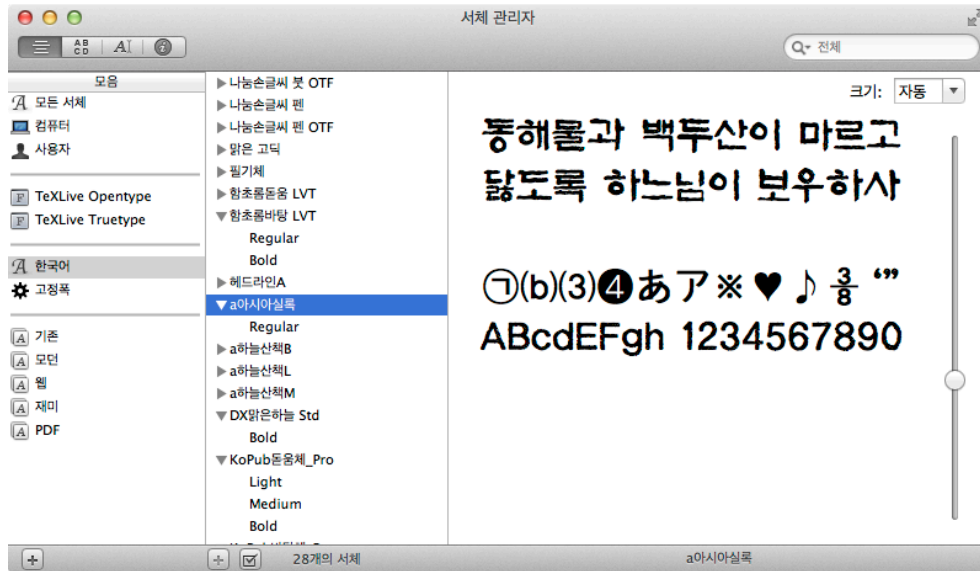 서체 관리자
AB
CD
AI
전체
모음
모든 서체
컴퓨터
사용자
TeXLive Opentype
TeXLive Truetype
한국어
고정폭
기존
모던
웹
재미
PDF
나눔손글씨 붓 OTF
나눔손글씨 펜
나눔손글씨 펜 OTF
맑은 고딕
필기체
함초롬돋움 LVT
함초롬바탕 LVT
Regular
Bold
헤드라인A
a아시아실록
Regular
a하늘산책B
a하늘산책L
a하늘산책M
DX맑은하늘 Std
Bold
KoPub돋움체_Pro
Light
Medium
Bold
크기: 자동
동해물과 백두산이 마르고
닳도록 하느님이 보우하사
㉠(b)(3)❹あア※♥♪⅜“”
ABcdEFgh 1234567890
28개의 서체
a아시아실록